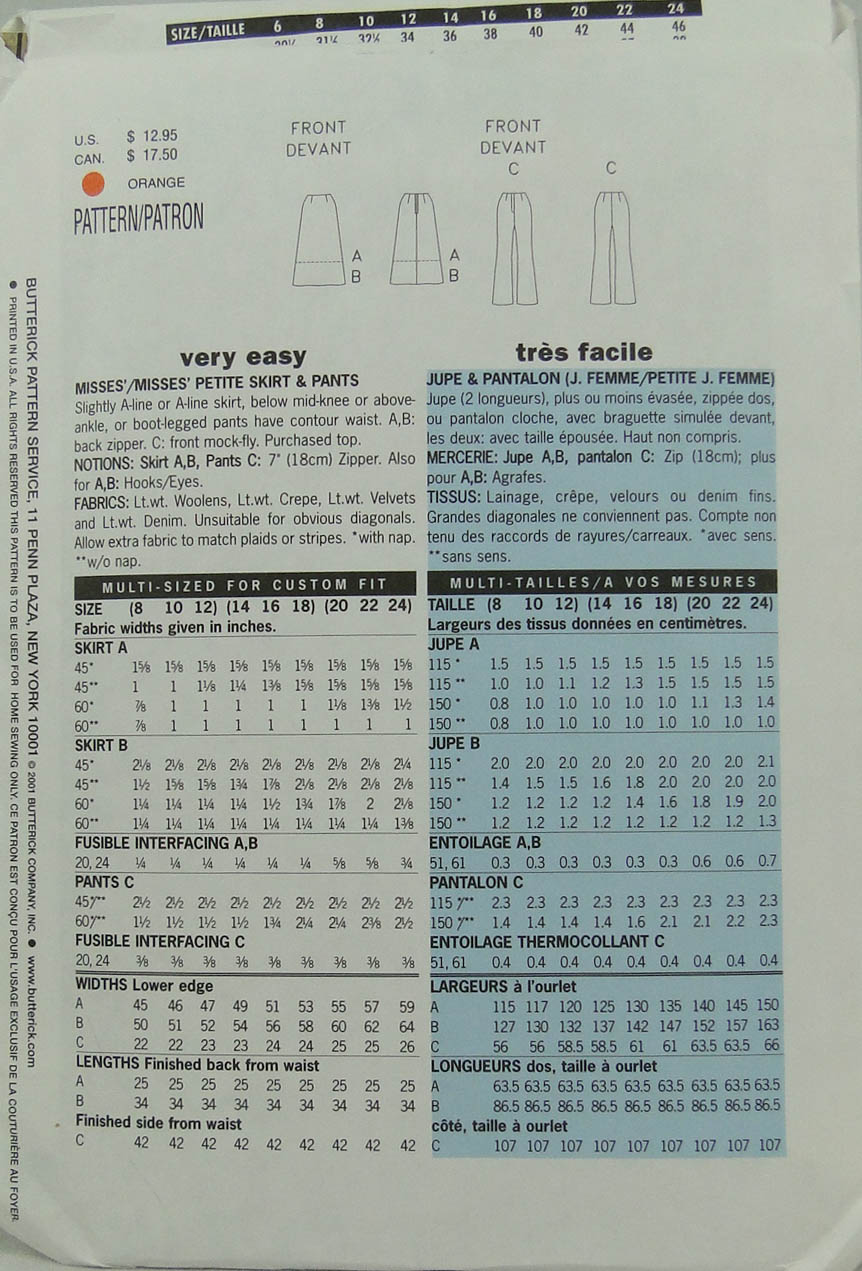 SIZE/TAILLE 6 8 10 12 14 16 18 20 22 24
31¼ 32½ 34 36 38 40 42 44 46
U.S. $ 12.95
CAN. $ 17.50
ORANGE
PATTERN/PATRON
FRONT
DEVANT
A
B
A
B
FRONT
DEVANT
C
C
BUTTERICK PATTERN SERVICE, 11 PENN PLAZA, NEW YORK 10001 © 2001 BUTTERICK COMPANY, INC. ● www.butterick.com
● PRINTED IN U.S.A. ALL RIGHTS RESERVED THIS PATTERN IS TO BE USED FOR HOME SEWING ONLY. CE PATRON EST CONÇU POUR L'USAGE EXCLUSIF DE LA COUTURIÈRE AU FOYER.
very easy
MISSES'/MISSES' PETITE SKIRT & PANTS
Slightly A-line or A-line skirt, below mid-knee or above-
ankle, or boot-legged pants have contour waist. A,B:
back zipper. C: front mock-fly. Purchased top.
NOTIONS: Skirt A,B, Pants C: 7" (18cm) Zipper. Also
for A,B: Hooks/Eyes.
FABRICS: Lt.wt. Woolens, Lt.wt. Crepe, Lt.wt. Velvets
and Lt.wt. Denim. Unsuitable for obvious diagonals.
Allow extra fabric to match plaids or stripes. *with nap.
**w/o nap.
MULTI-SIZED FOR CUSTOM FIT
SIZE (8 10 12) (14 16 18) (20 22 24)
Fabric widths given in inches.
SKIRT A
45* 1⅝ 1⅝ 1⅝ 1⅝ 1⅝ 1⅝ 1⅝ 1⅝ 1⅝
45** 1 1 1⅛ 1¼ 1⅜ 1⅝ 1⅝ 1⅝ 1⅝
60* ⅞ 1 1 1 1 1 1⅛ 1⅜ 1½
60** ⅞ 1 1 1 1 1 1 1 1
SKIRT B
45* 2⅛ 2⅛ 2⅛ 2⅛ 2⅛ 2⅛ 2⅛ 2⅛ 2¼
45** 1½ 1⅝ 1⅝ 1¾ 1⅞ 2⅛ 2⅛ 2⅛ 2⅛
60* 1¼ 1¼ 1¼ 1¼ 1½ 1¾ 1⅞ 2 2⅛
60** 1¼ 1¼ 1¼ 1¼ 1¼ 1¼ 1¼ 1¼ 1⅜
FUSIBLE INTERFACING A,B
20, 24 ¼ ¼ ¼ ¼ ¼ ¼ ⅝ ⅝ ¾
PANTS C
45*/** 2½ 2½ 2½ 2½ 2½ 2½ 2½ 2½ 2½
60*/** 1½ 1½ 1½ 1½ 1¾ 2¼ 2¼ 2⅜ 2½
FUSIBLE INTERFACING C
20, 24 ⅜ ⅜ ⅜ ⅜ ⅜ ⅜ ⅜ ⅜ ⅜
WIDTHS Lower edge
A 45 46 47 49 51 53 55 57 59
B 50 51 52 54 56 58 60 62 64
C 22 22 23 23 24 24 25 25 26
LENGTHS Finished back from waist
A 25 25 25 25 25 25 25 25 25
B 34 34 34 34 34 34 34 34 34
Finished side from waist
C 42 42 42 42 42 42 42 42 42
très facile
JUPE & PANTALON (J. FEMME/PETITE J. FEMME)
Jupe (2 longueurs), plus ou moins évasée, zippée dos,
ou pantalon cloche, avec braguette simulée devant,
les deux: avec taille épousée. Haut non compris.
MERCERIE: Jupe A,B, pantalon C: Zip (18cm); plus
pour A,B: Agrafes.
TISSUS: Lainage, crêpe, velours ou denim fins.
Grandes diagonales ne conviennent pas. Compte non
tenu des raccords de rayures/carreaux. *avec sens.
**sans sens.
MULTI-TAILLES/A VOS MESURES
TAILLE (8 10 12) (14 16 18) (20 22 24)
Largeurs des tissus données en centimètres.
JUPE A
115 * 1.5 1.5 1.5 1.5 1.5 1.5 1.5 1.5 1.5
115 ** 1.0 1.0 1.1 1.2 1.3 1.5 1.5 1.5 1.5
150 * 0.8 1.0 1.0 1.0 1.0 1.0 1.1 1.3 1.4
150 ** 0.8 1.0 1.0 1.0 1.0 1.0 1.0 1.0 1.0
JUPE B
115 * 2.0 2.0 2.0 2.0 2.0 2.0 2.0 2.0 2.1
115 ** 1.4 1.5 1.5 1.6 1.8 2.0 2.0 2.0 2.0
150 * 1.2 1.2 1.2 1.2 1.4 1.6 1.8 1.9 2.0
150 ** 1.2 1.2 1.2 1.2 1.2 1.2 1.2 1.2 1.3
ENTOILAGE A,B
51, 61 0.3 0.3 0.3 0.3 0.3 0.3 0.6 0.6 0.7
PANTALON C
115 */** 2.3 2.3 2.3 2.3 2.3 2.3 2.3 2.3 2.3
150 */** 1.4 1.4 1.4 1.4 1.6 2.1 2.1 2.2 2.3
ENTOILAGE THERMOCOLLANT C
51, 61 0.4 0.4 0.4 0.4 0.4 0.4 0.4 0.4 0.4
LARGEURS à l'ourlet
A 115 117 120 125 130 135 140 145 150
B 127 130 132 137 142 147 152 157 163
C 56 56 58.5 58.5 61 61 63.5 63.5 66
LONGUEURS dos, taille à ourlet
A 63.5 63.5 63.5 63.5 63.5 63.5 63.5 63.5 63.5
B 86.5 86.5 86.5 86.5 86.5 86.5 86.5 86.5 86.5
côté, taille à ourlet
C 107 107 107 107 107 107 107 107 107